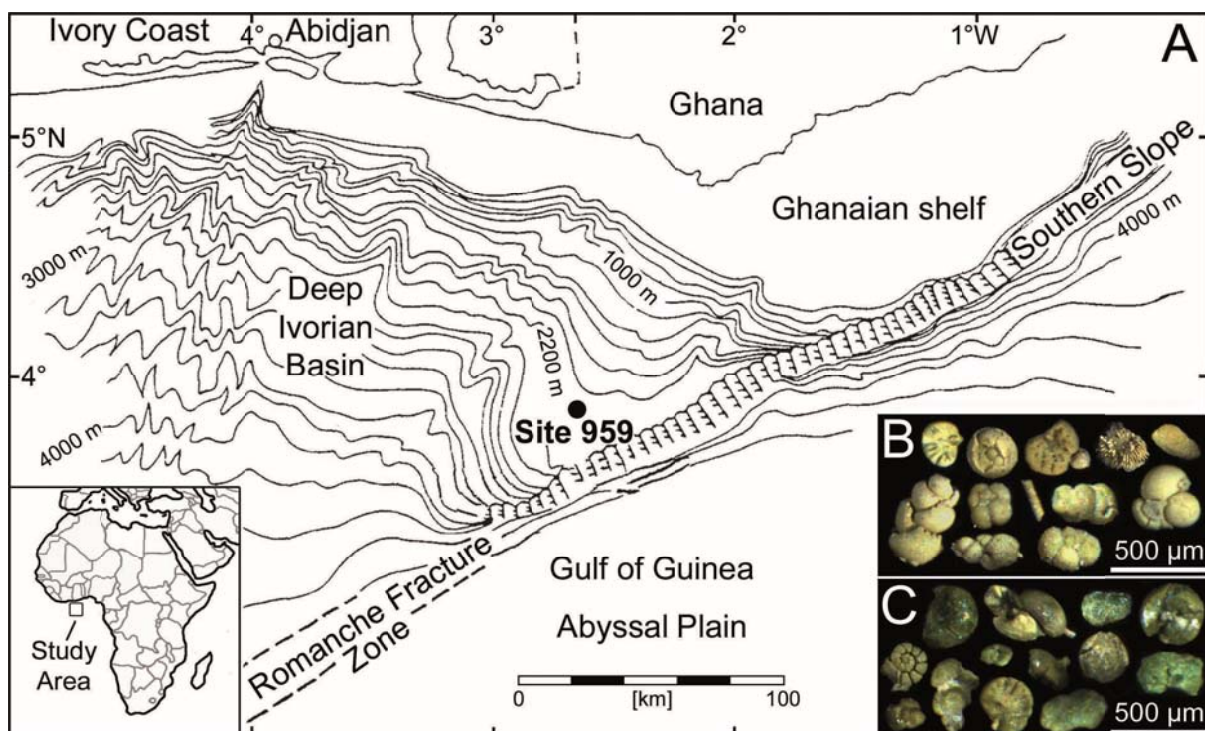 Ivory Coast
4°
Abidjan
3°
2°
1°W
A
Ghana
5°N
Ghanaian shelf
Southern Slope
4000 m
3000 m
1000 m
Deep
Ivorian
Basin
2200 m
4°
Site 959
4000 m
B
500 µm
Romanche Fracture
Zone
Gulf of Guinea
Abyssal Plain
C
Study
Area
0
[km]
100
500 µm